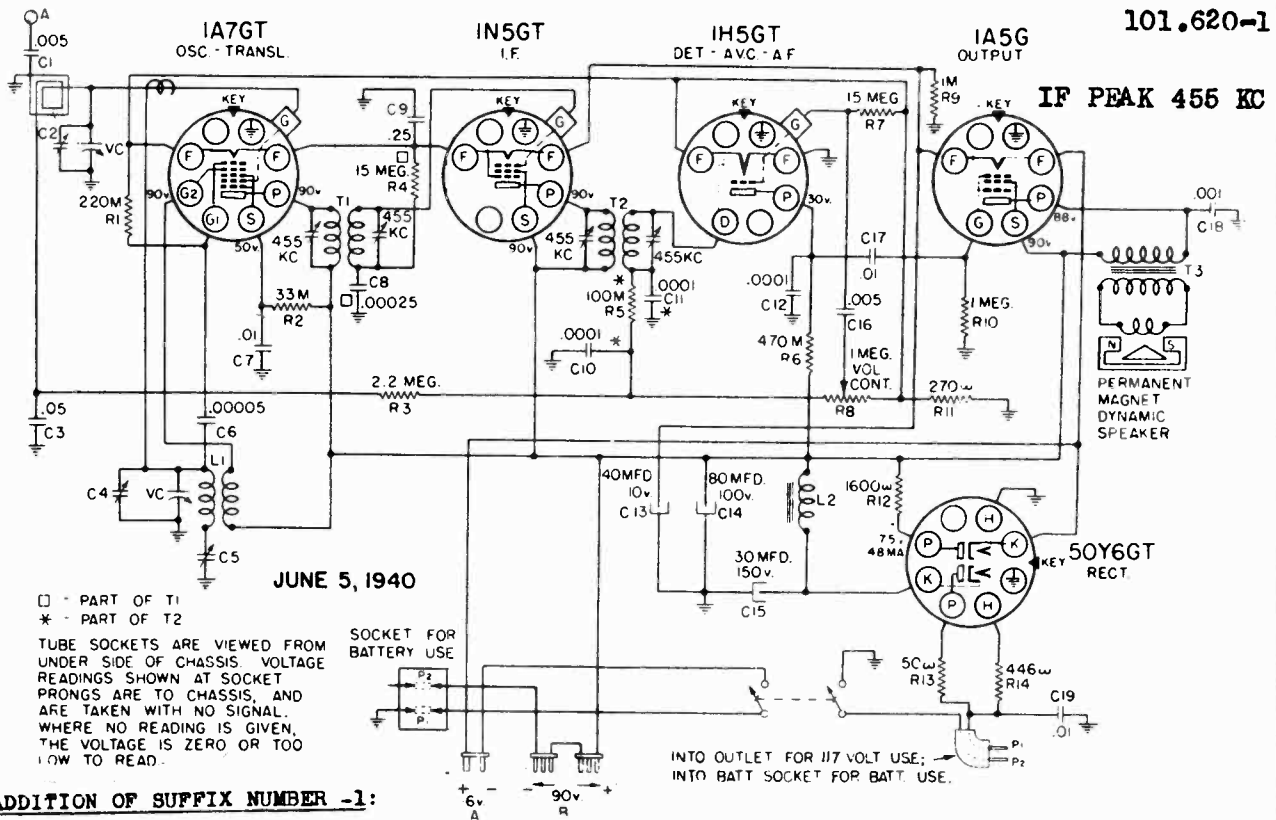 101.620-1
A
.005
C1
1A7GT
OSC.-TRANSL.
1N5GT
I.F.
1H5GT
DET-A.V.C.-A F
1A5G
OUTPUT
IF PEAK 455 KC
KEY
G
F
F
G2
P
G1
S
C2
VC
220M
R1
90v
90v
50v
C9
.25
15 MEG.
R4
T1
455
KC
455
KC
C8
.00025
33M
R2
.01
C7
KEY
G
F
F
P
S
90v
90v
T2
455
KC
455KC
*
100M
R5
.0001
C11
*
.0001
C10
*
KEY
G
15 MEG
R7
F
F
P
D
30v.
.0001
C12
C17
.01
.005
C16
470 M
R6
1 MEG.
VOL
CONT.
R8
1M
R9
KEY
F
F
P
G
S
88v
90v
.001
C18
T3
1 MEG.
R10
270ω
R11
N
S
PERMANENT
MAGNET
DYNAMIC
SPEAKER
2.2 MEG.
R3
.05
C3
.00005
C6
L1
C4
VC
C5
40MFD
10v.
C13
80MFD.
100v.
C14
L2
1600ω
R12
75v
48MA
30 MFD.
150v.
C15
H
P
K
K
P
H
KEY
50Y6GT
RECT.
50ω
R13
446ω
R14
C19
.01
JUNE 5, 1940
□ - PART OF T1
* - PART OF T2
TUBE SOCKETS ARE VIEWED FROM
UNDER SIDE OF CHASSIS. VOLTAGE
READINGS SHOWN AT SOCKET
PRONGS ARE TO CHASSIS, AND
ARE TAKEN WITH NO SIGNAL.
WHERE NO READING IS GIVEN,
THE VOLTAGE IS ZERO OR TOO
LOW TO READ.
SOCKET FOR
BATTERY USE
P2
P1
+ 6v -
A
- 90v. +
B
INTO OUTLET FOR 117 VOLT USE;
INTO BATT SOCKET FOR BATT. USE.
P1
P2
ADDITION OF SUFFIX NUMBER -1: